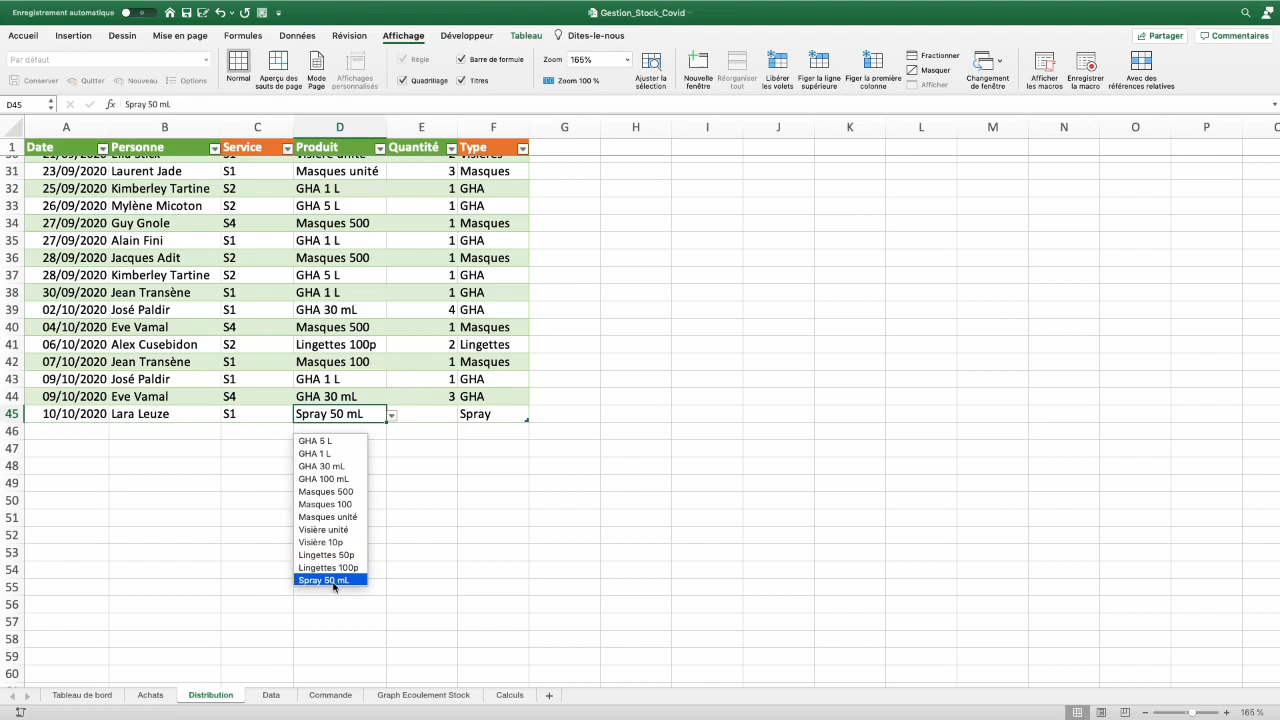 Enregistrement automatique
Gestion_Stock_Covid
Accueil Insertion Dessin Mise en page Formules Données Révision Affichage Développeur Tableau Dites-le-nous Partager Commentaires
Par défaut
Conserver Quitter Nouveau Options
Normal
Aperçu des sauts de page
Mode Page
Affichages personnalisés
Règle Barre de formule
Quadrillage Titres
Zoom 165%
Zoom 100 %
Ajuster la sélection
Nouvelle fenêtre
Réorganiser tout
Libérer les volets
Figer la ligne supérieure
Figer la première colonne
Fractionner
Masquer
Afficher
Changement de fenêtre
Afficher les macros
Enregistrer la macro
Avec des références relatives
D45 fx Spray 50 mL
A B C D E F G H I J K L M N O P
1 Date Personne Service Produit Quantité Type
31 23/09/2020 Laurent Jade S1 Masques unité 3 Masques
32 25/09/2020 Kimberley Tartine S2 GHA 1 L 1 GHA
33 26/09/2020 Mylène Micoton S2 GHA 5 L 1 GHA
34 27/09/2020 Guy Gnole S4 Masques 500 1 Masques
35 27/09/2020 Alain Fini S1 GHA 1 L 1 GHA
36 28/09/2020 Jacques Adit S2 Masques 500 1 Masques
37 28/09/2020 Kimberley Tartine S2 GHA 5 L 1 GHA
38 30/09/2020 Jean Transène S1 GHA 1 L 1 GHA
39 02/10/2020 José Paldir S1 GHA 30 mL 4 GHA
40 04/10/2020 Eve Vamal S4 Masques 500 1 Masques
41 06/10/2020 Alex Cusebidon S2 Lingettes 100p 2 Lingettes
42 07/10/2020 Jean Transène S1 Masques 100 1 Masques
43 09/10/2020 José Paldir S1 GHA 1 L 1 GHA
44 09/10/2020 Eve Vamal S4 GHA 30 mL 3 GHA
45 10/10/2020 Lara Leuze S1 Spray 50 mL Spray
46
47
48
49
50
51
52
53
54
55
56
57
58
59
60
GHA 5 L
GHA 1 L
GHA 30 mL
GHA 100 mL
Masques 500
Masques 100
Masques unité
Visière unité
Visière 10p
Lingettes 50p
Lingettes 100p
Spray 50 mL
Tableau de bord Achats Distribution Data Commande Graph Ecoulement Stock Calculs
165 %